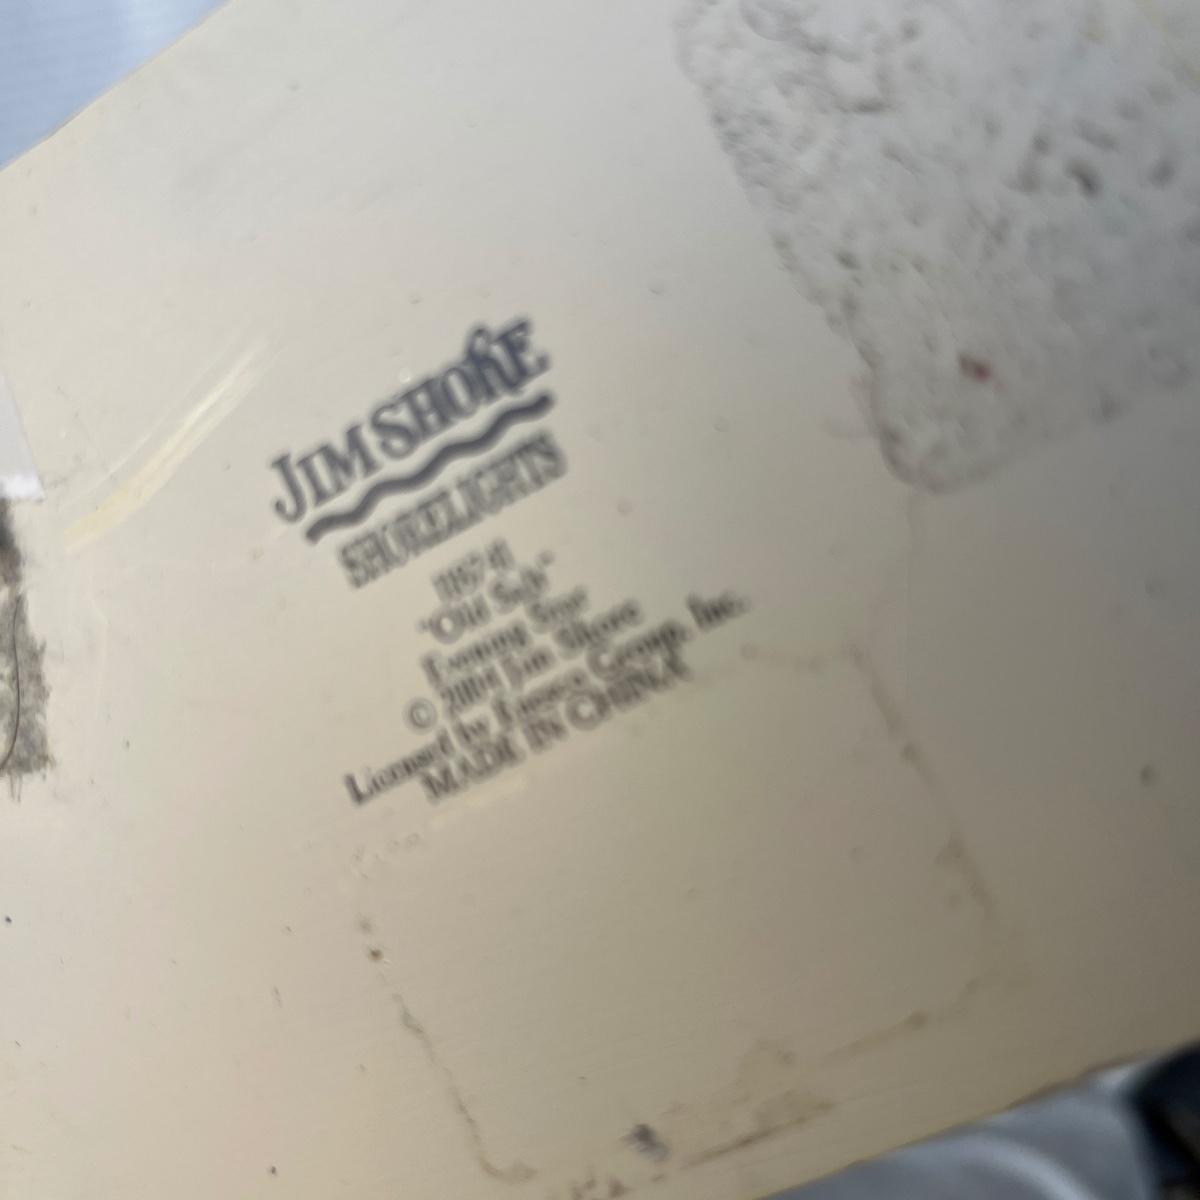 JIM SHORE
SHORELIGHTS
"Old Salt"
Evening Star
© 2004 Jim Shore
Licensed by Enesco Group, Inc.
MADE IN CHINA